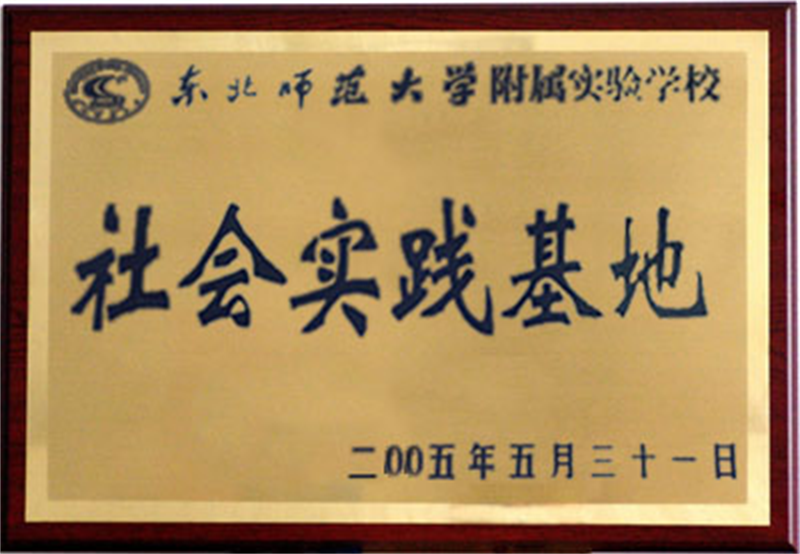 东北师范大学附属实验学校
社会实践基地
二00五年五月三十一日